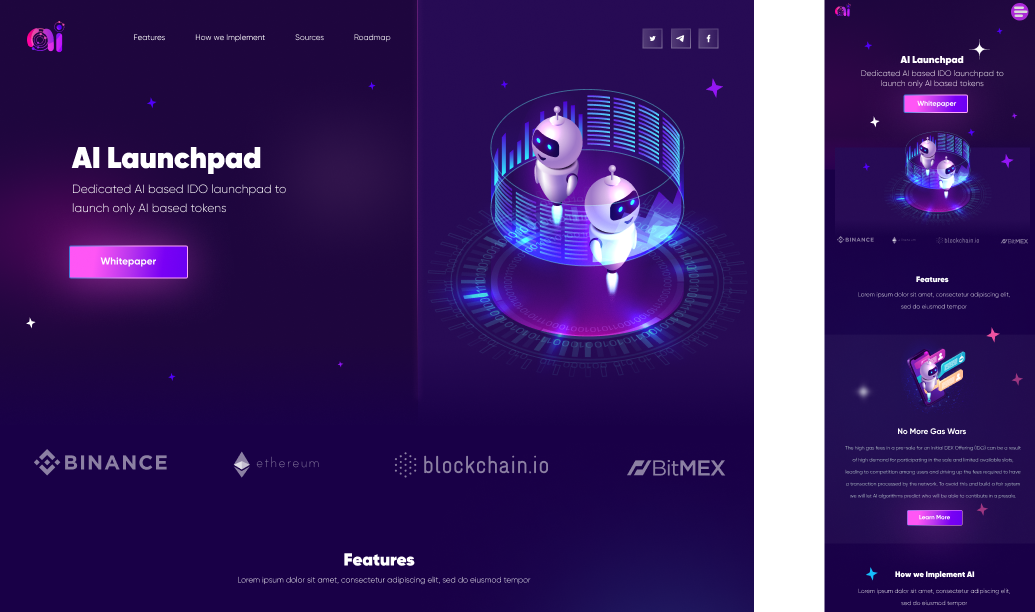 ai
Features
How we Implement
Sources
Roadmap
AI Launchpad
Dedicated AI based IDO launchpad to
launch only AI based tokens
Whitepaper
BINANCE
ethereum
blockchain.io
BitMEX
Features
Lorem ipsum dolor sit amet, consectetur adipiscing elit, sed do eiusmod tempor
ai
AI Launchpad
Dedicated AI based IDO launchpad to
launch only AI based tokens
Whitepaper
BINANCE
ethereum
blockchain.io
BitMEX
Features
Lorem ipsum dolor sit amet, consectetur adipiscing elit,
sed do eiusmod tempor
No More Gas Wars
The high gas fees in a pre-sale for an Initial DEX Offering (IDO) can be a result
of high demand for participating in the sale and limited available slots,
leading to competition among users and driving up the fees required to have
a transaction processed by the network. To avoid this and build a fair system
we will let AI algorithms predict who will be able to contribute in a presale.
Learn More
How we Implement AI
Lorem ipsum dolor sit amet, consectetur adipiscing elit,
sed do eiusmod tempor